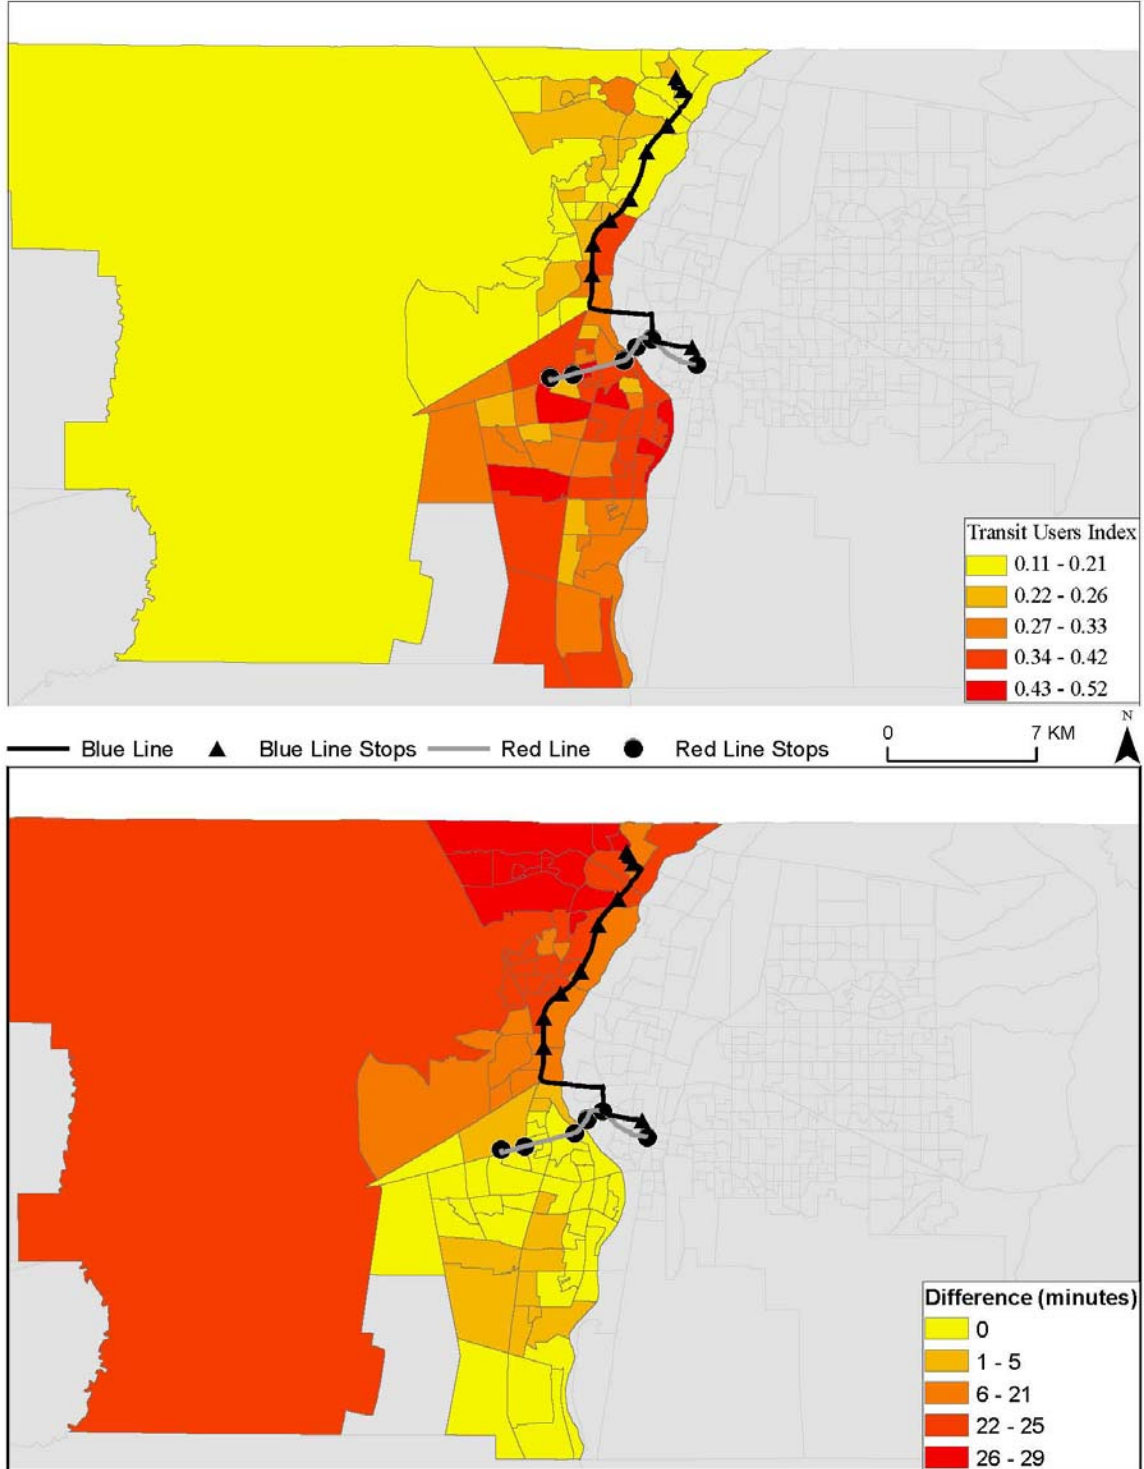 Transit Users Index
0.11 - 0.21
0.22 - 0.26
0.27 - 0.33
0.34 - 0.42
0.43 - 0.52
Blue Line Blue Line Stops Red Line Red Line Stops 0 7 KM N
Difference (minutes)
0
1 - 5
6 - 21
22 - 25
26 - 29